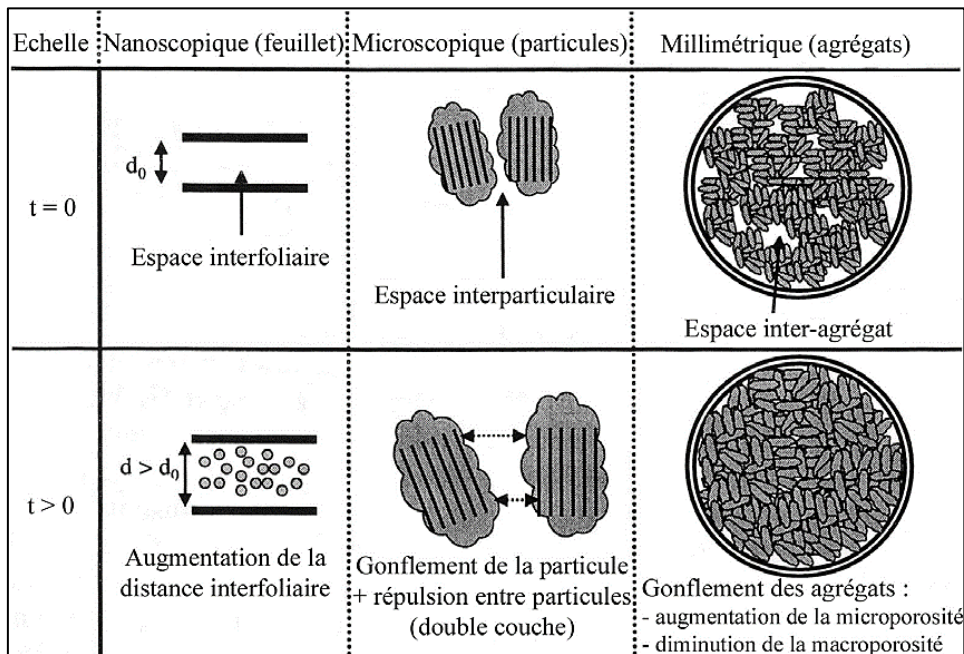 Echelle
Nanoscopique (feuillet)
Microscopique (particules)
Millimétrique (agrégats)
t = 0
d₀
Espace interfoliaire
Espace interparticulaire
Espace inter-agrégat
t > 0
d > d₀
Augmentation de la
distance interfoliaire
Gonflement de la particule
+ répulsion entre particules
(double couche)
Gonflement des agrégats :
- augmentation de la microporosité
- diminution de la macroporosité